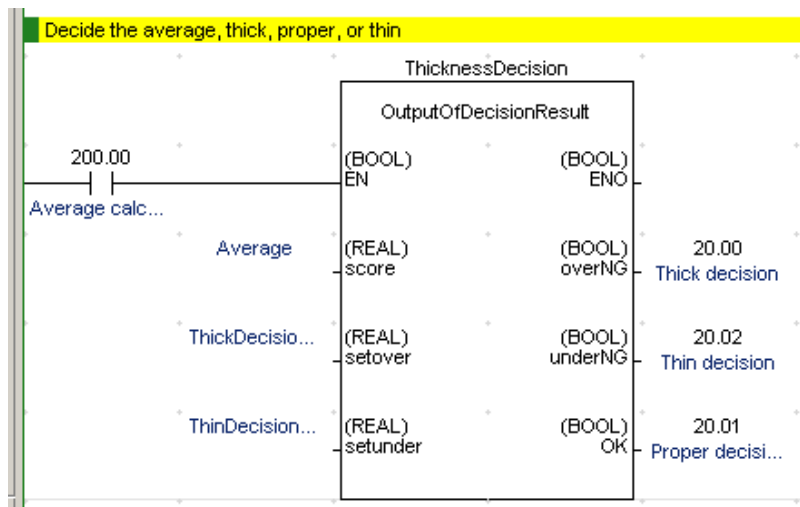 Decide the average, thick, proper, or thin
ThicknessDecision
OutputOfDecisionResult
200.00
(BOOL)
EN
(BOOL)
ENO
Average calc...
Average
(REAL)
score
(BOOL)
overNG
20.00
Thick decision
ThickDecisio...
(REAL)
setover
(BOOL)
underNG
20.02
Thin decision
ThinDecision...
(REAL)
setunder
(BOOL)
OK
20.01
Proper decisi...